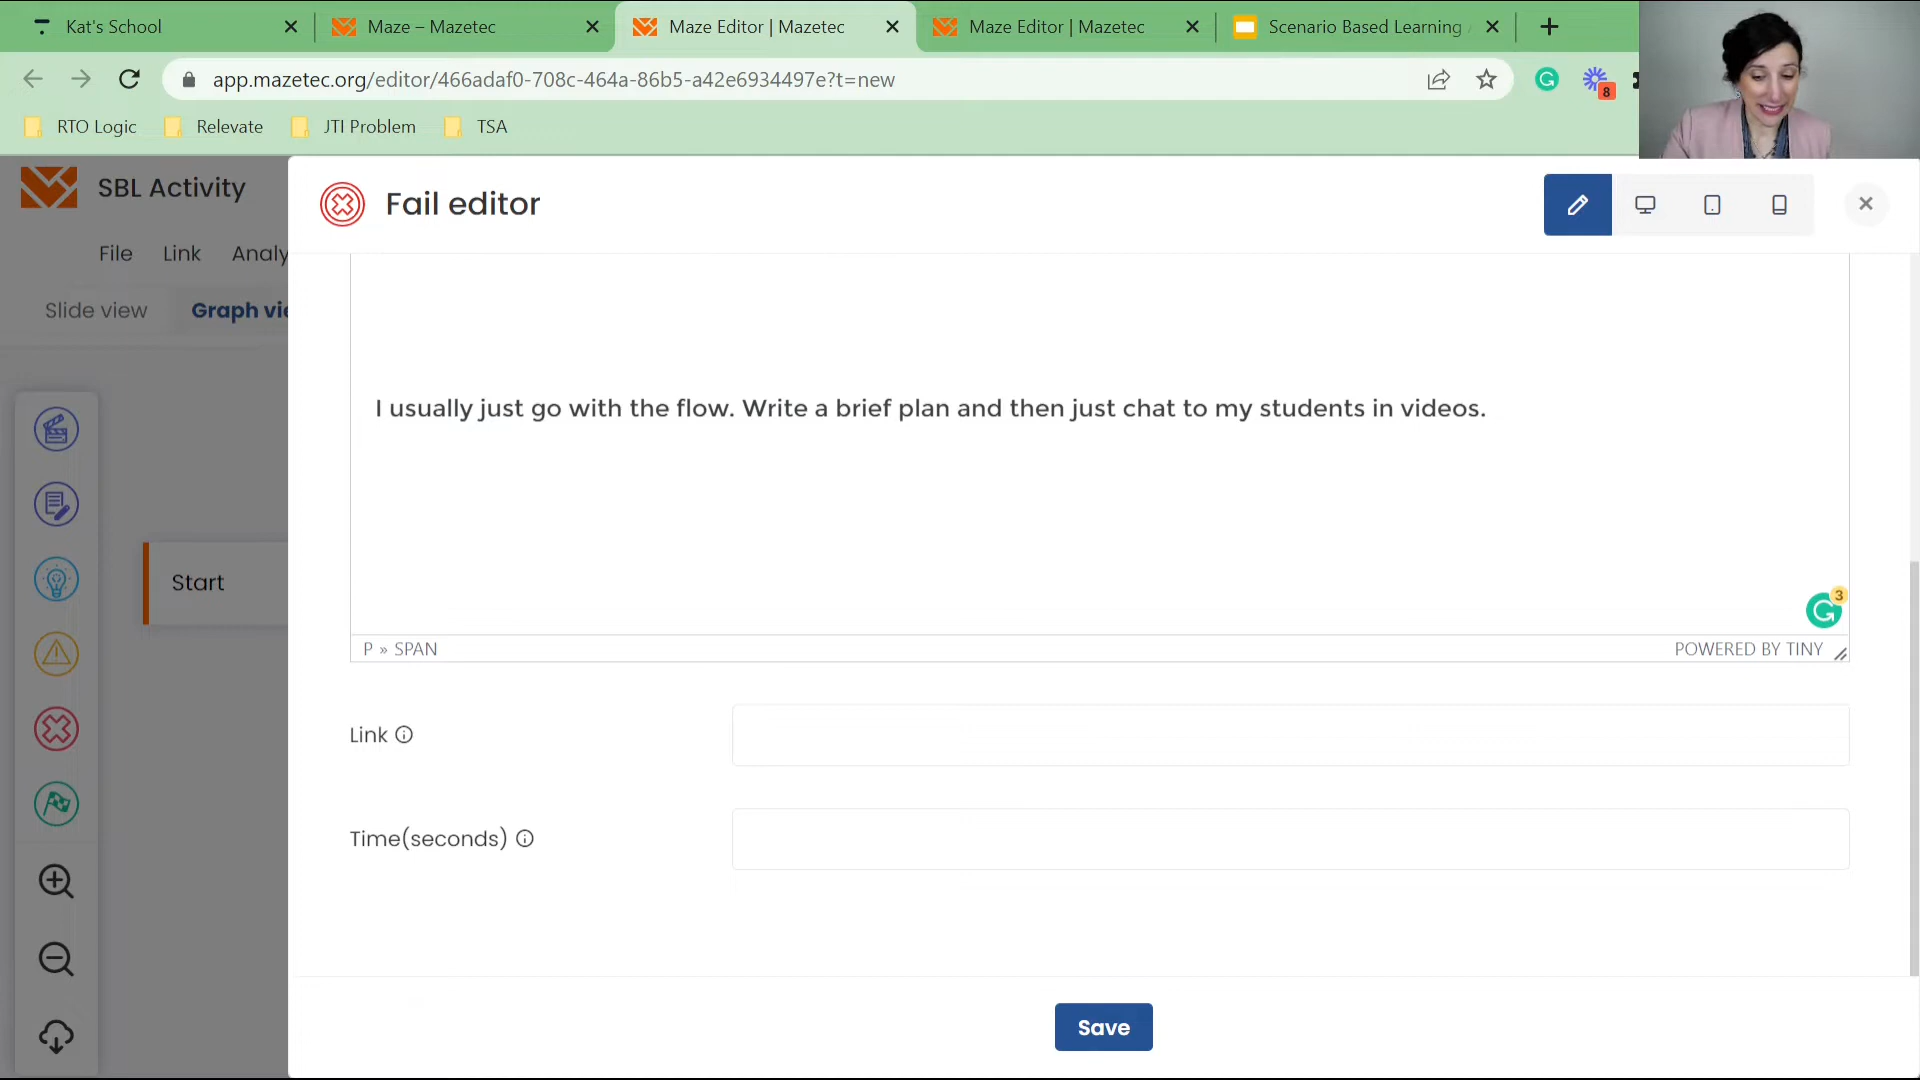 Kat's School
Maze – Mazetec
Maze Editor | Mazetec
Maze Editor | Mazetec
Scenario Based Learning
app.mazetec.org/editor/466adaf0-708c-464a-86b5-a42e6934497e?t=new
8
RTO Logic
Relevate
JTI Problem
TSA
SBL Activity
Fail editor
File
Link
Analy
Slide view
Graph vie
I usually just go with the flow. Write a brief plan and then just chat to my students in videos.
Start
3
P » SPAN
POWERED BY TINY
Link
Time(seconds)
Save